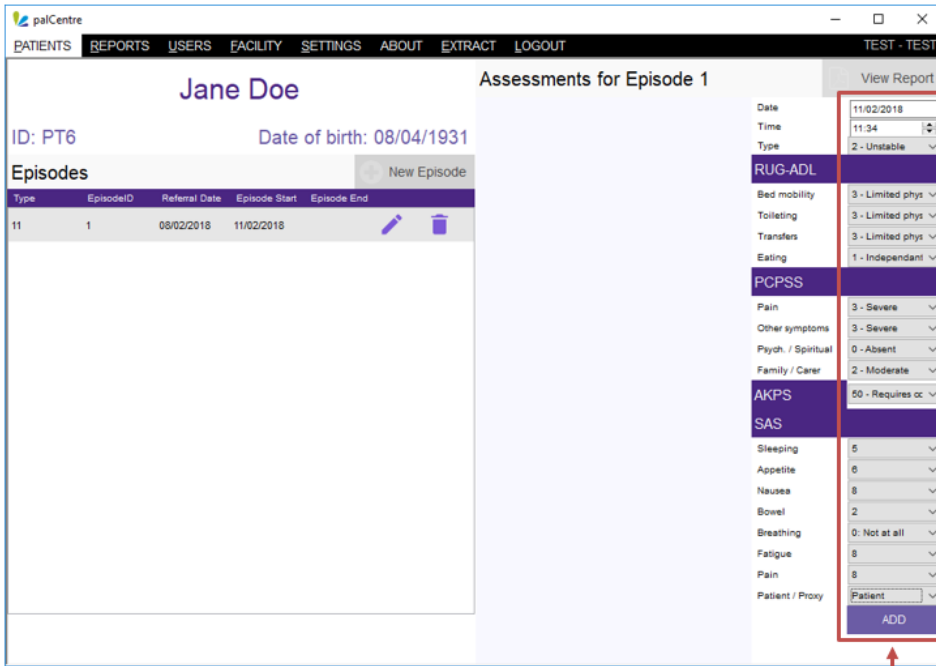 palCentre
PATIENTS REPORTS USERS FACILITY SETTINGS ABOUT EXTRACT LOGOUT TEST - TEST
Jane Doe
ID: PT6 Date of birth: 08/04/1931
Episodes New Episode
Type EpisodeID Referral Date Episode Start Episode End
11 1 08/02/2018 11/02/2018
Assessments for Episode 1 View Report
Date 11/02/2018
Time 11:34
Type 2 - Unstable
RUG-ADL
Bed mobility 3 - Limited phys
Toileting 3 - Limited phys
Transfers 3 - Limited phys
Eating 1 - Independant
PCPSS
Pain 3 - Severe
Other symptoms 3 - Severe
Psych. / Spiritual 0 - Absent
Family / Carer 2 - Moderate
AKPS 50 - Requires cc
SAS
Sleeping 5
Appetite 6
Nausea 8
Bowel 2
Breathing 0: Not at all
Fatigue 8
Pain 8
Patient / Proxy Patient
ADD